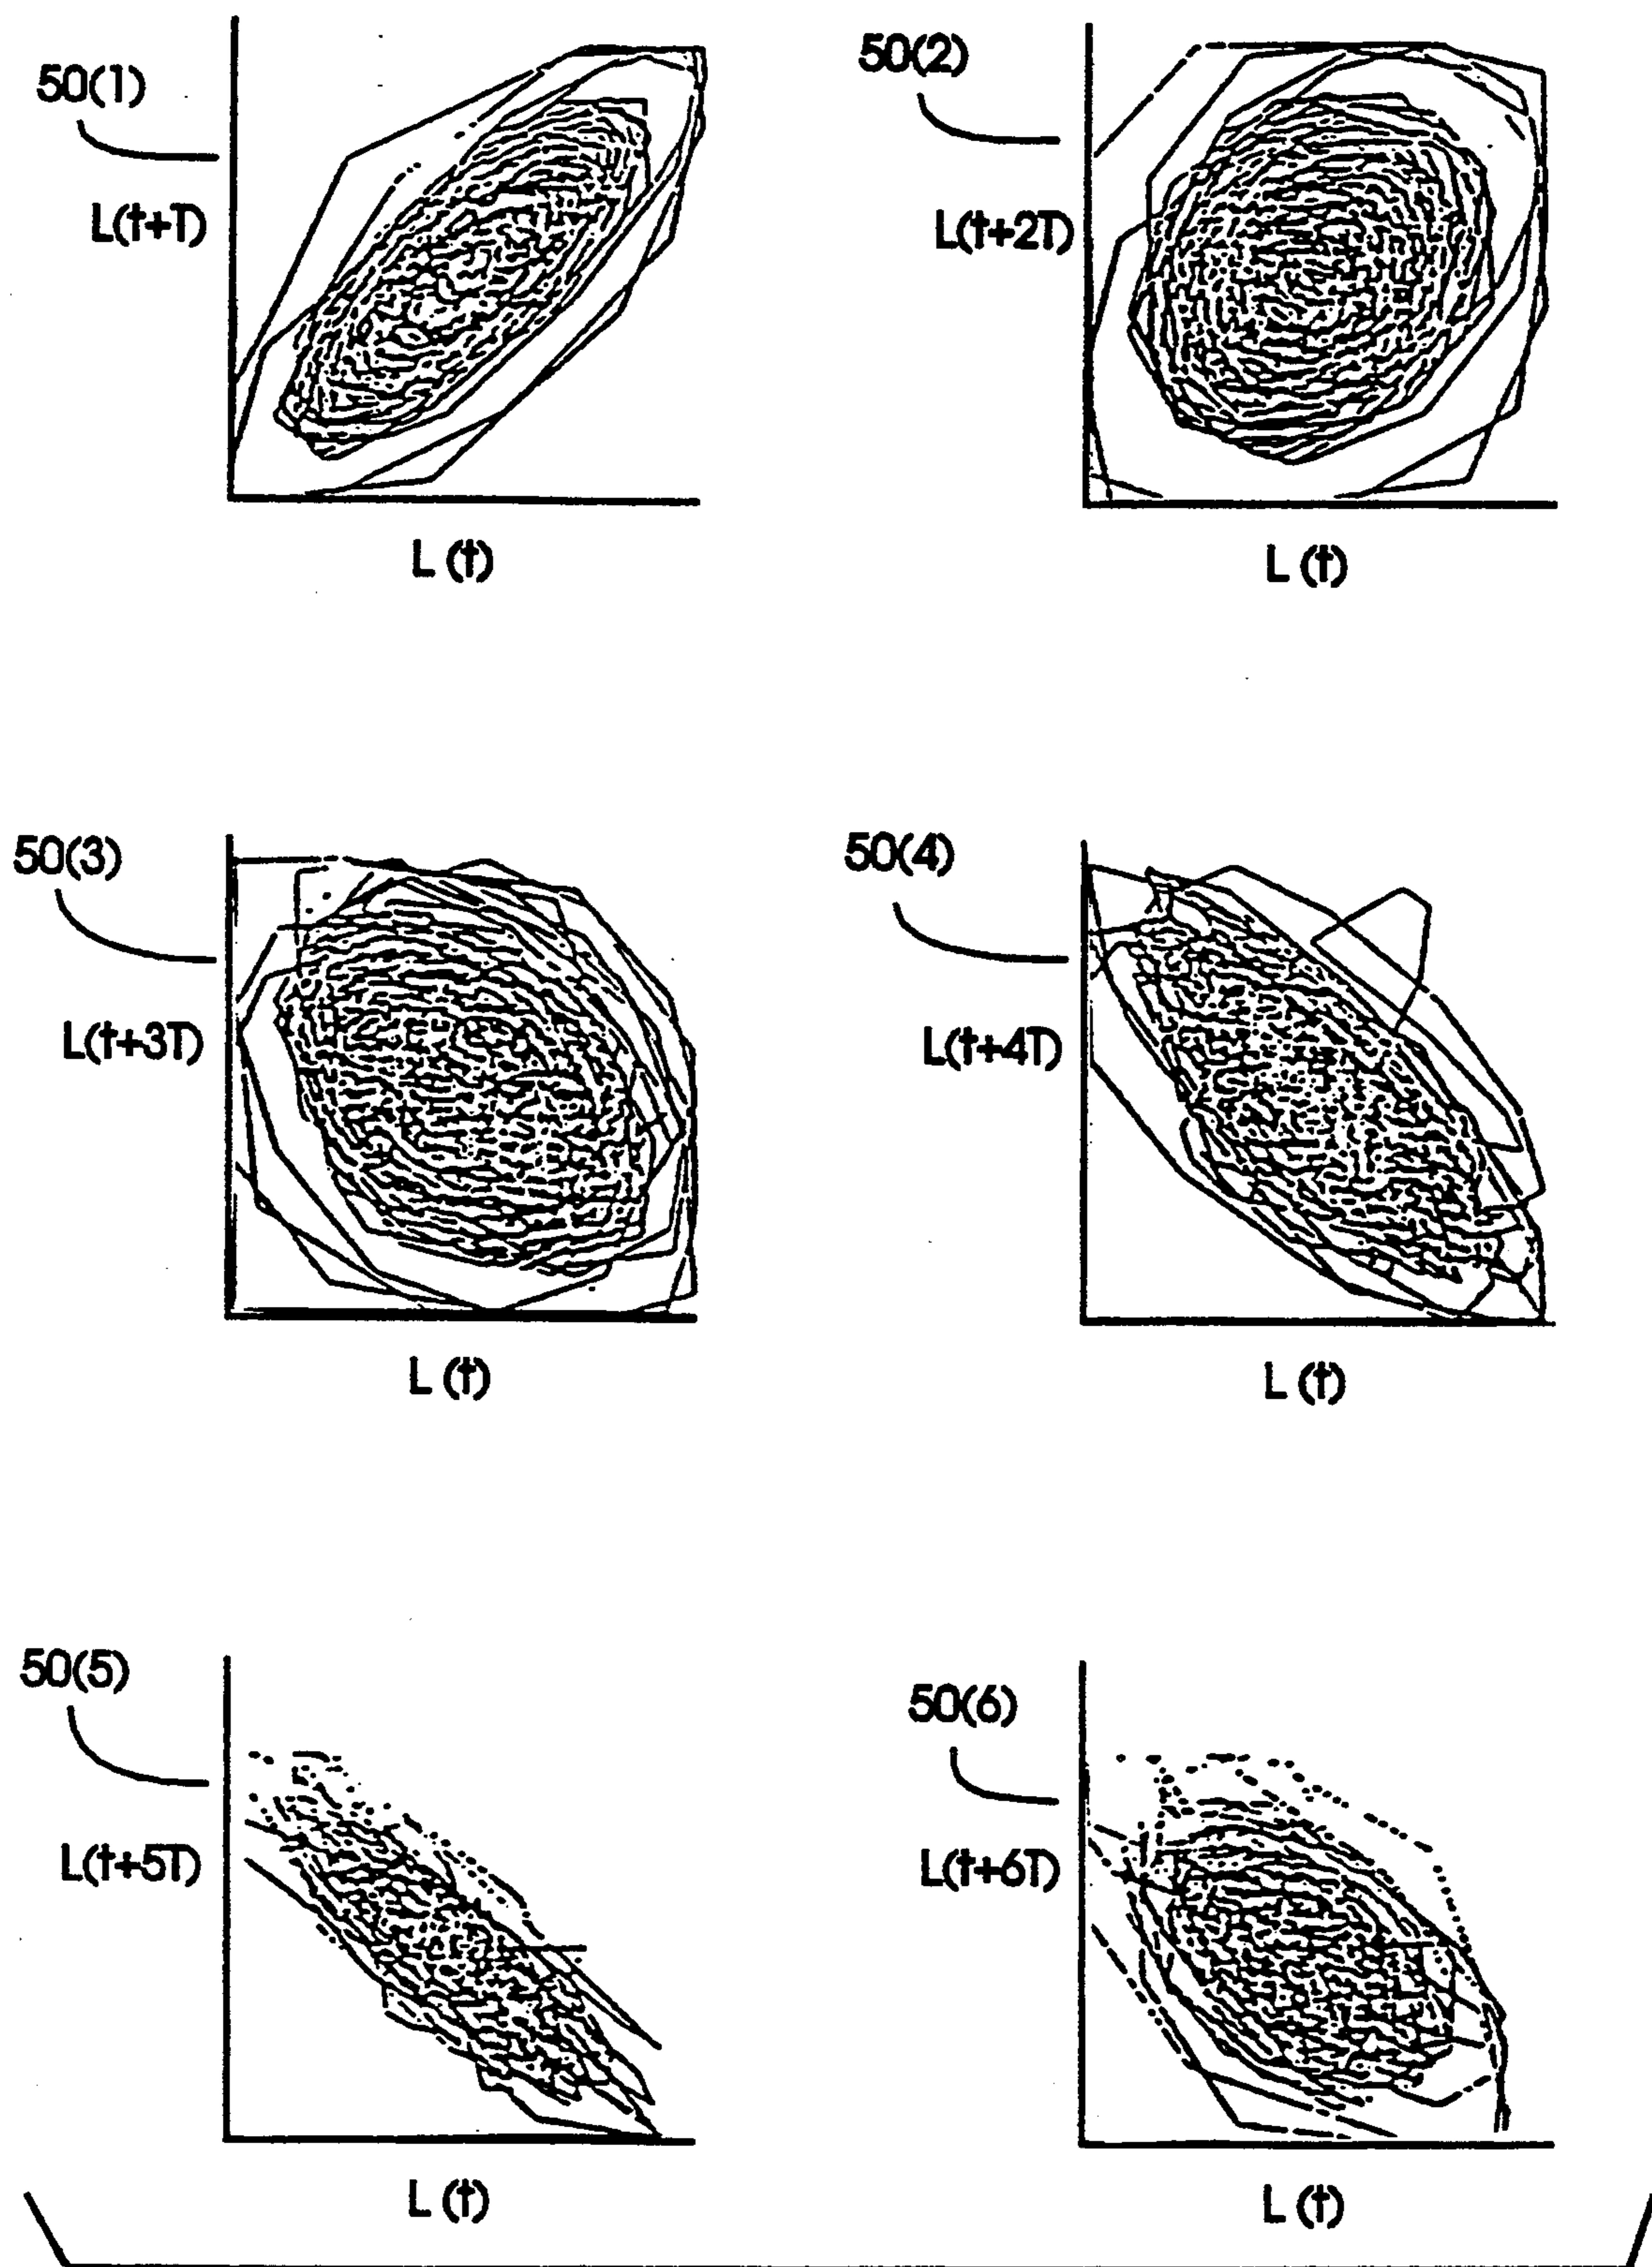 50(1)
L(t+T)
L (t)
50(2)
L(t+2T)
L (t)
50(3)
L(t+3T)
L (t)
50(4)
L(t+4T)
L (t)
50(5)
L(t+5T)
L (t)
50(6)
L(t+6T)
L (t)